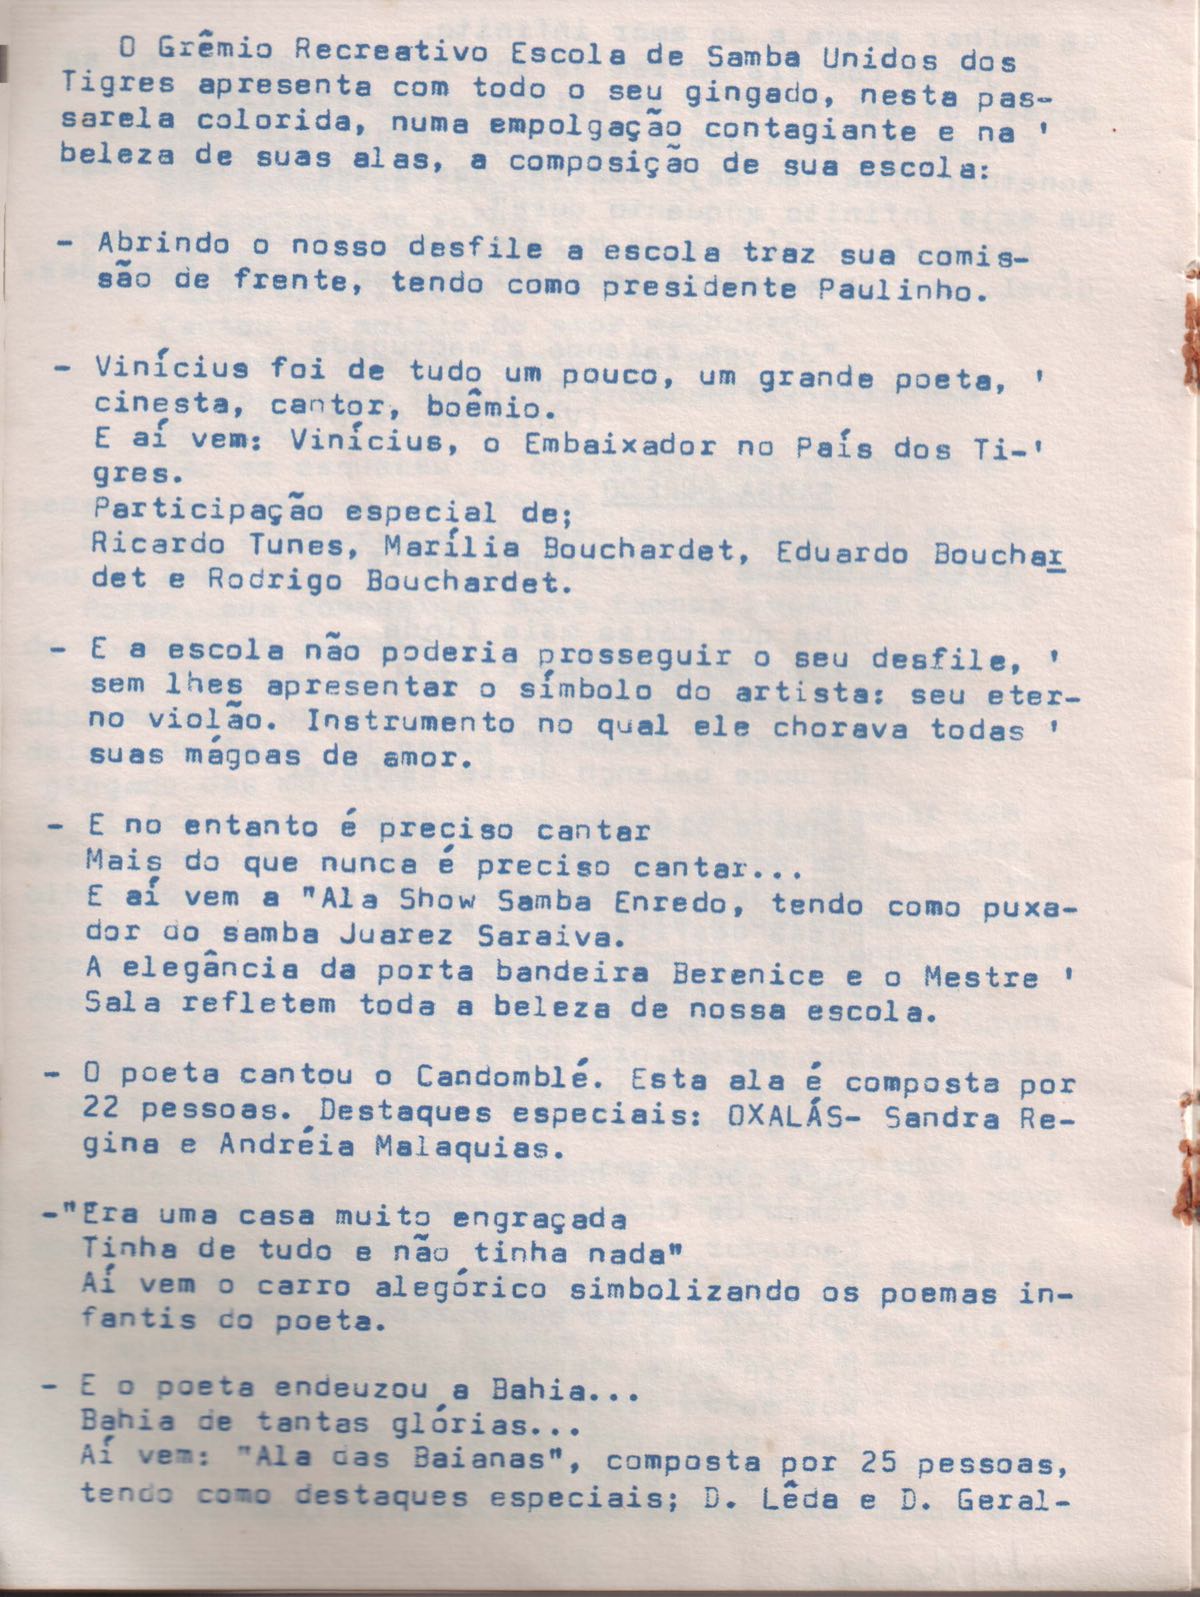 O Grêmio Recreativo Escola de Samba Unidos dos
Tigres apresenta com todo o seu gingado, nesta pas-
sarela colorida, numa empolgação contagiante e na '
beleza de suas alas, a composição de sua escola:
- Abrindo o nosso desfile a escola traz sua comis-
são de frente, tendo como presidente Paulinho.
- Vinícius foi de tudo um pouco, um grande poeta, '
cinesta, cantor, boêmio.
E aí vem: Vinícius, o Embaixador no País dos Ti-'
gres.
Participação especial de;
Ricardo Tunes, Marília Bouchardet, Eduardo Bouchar
det e Rodrigo Bouchardet.
- E a escola não poderia prosseguir o seu desfile, '
sem lhes apresentar o símbolo do artista: seu eter-
no violão. Instrumento no qual ele chorava todas '
suas mágoas de amor.
- E no entanto é preciso cantar
Mais do que nunca é preciso cantar...
E aí vem a "Ala Show Samba Enredo, tendo como puxa-
dor do samba Juarez Saraiva.
A elegância da porta bandeira Berenice e o Mestre '
Sala refletem toda a beleza de nossa escola.
- O poeta cantou o Candomblé. Esta ala é composta por
22 pessoas. Destaques especiais: OXALÁS- Sandra Re-
gina e Andréia Malaquias.
-"Era uma casa muito engraçada
Tinha de tudo e não tinha nada"
Aí vem o carro alegórico simbolizando os poemas in-
fantis do poeta.
- E o poeta endeuzou a Bahia...
Bahia de tantas glórias...
Aí vem: "Ala das Baianas", composta por 25 pessoas,
tendo como destaques especiais; D. Lêda e D. Geral-